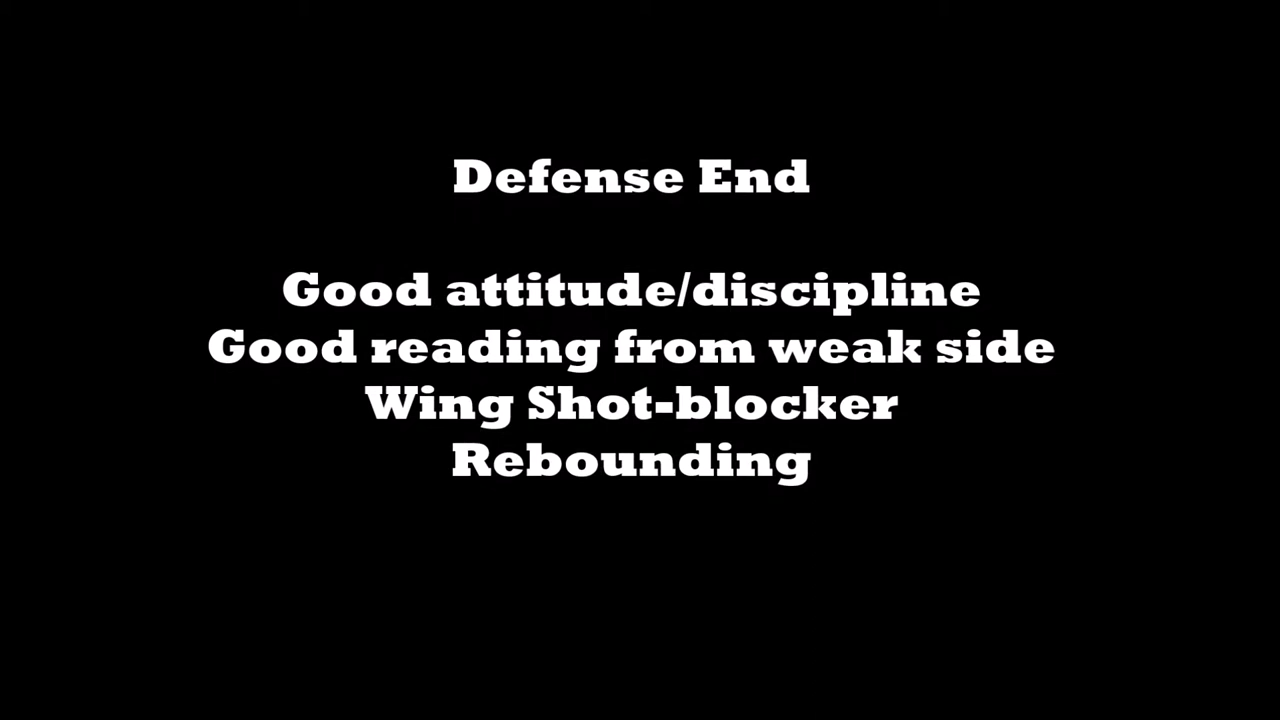 Defense End
Good attitude/discipline
Good reading from weak side
Wing Shot-blocker
Rebounding